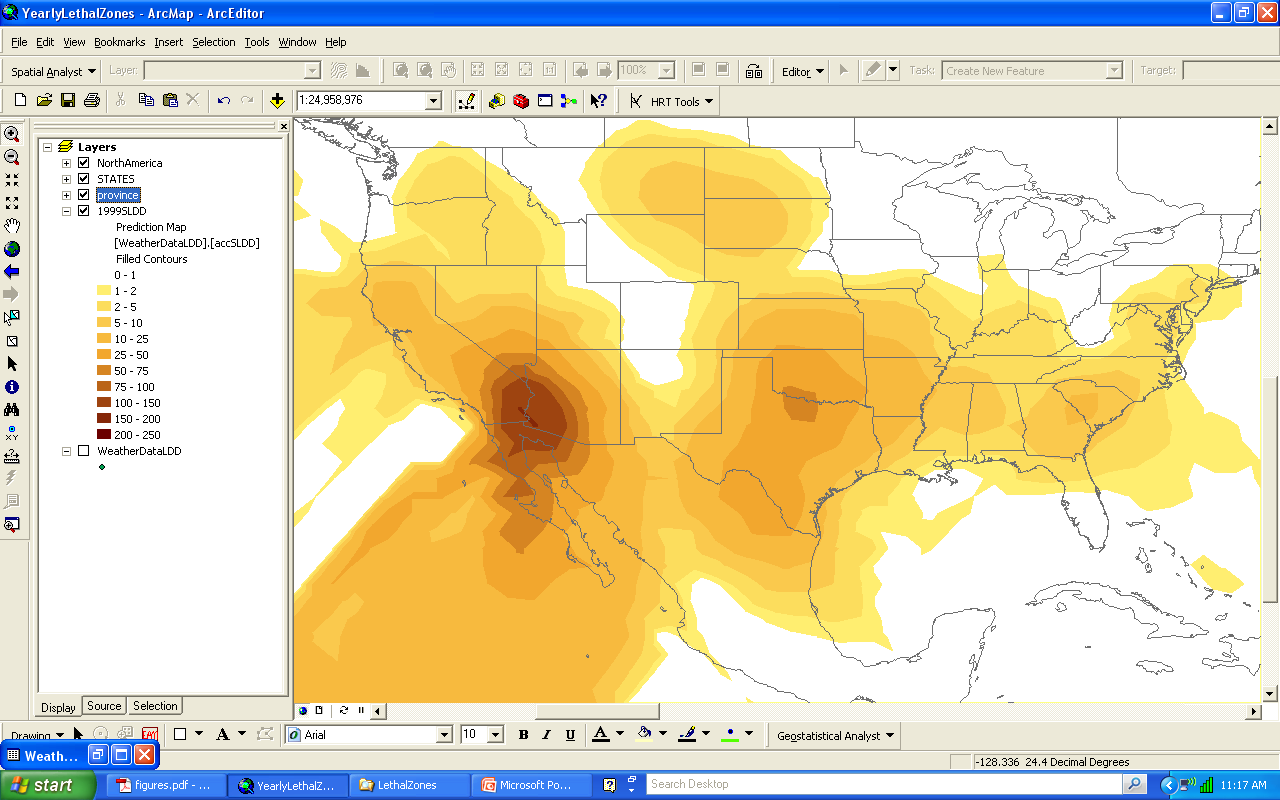 YearlyLethalZones - ArcMap - ArcEditor
File Edit View Bookmarks Insert Selection Tools Window Help
Spatial Analyst Layer: 1:1 100% Editor Task: Create New Feature Target:
1:24,958,976 HRT Tools
Layers
NorthAmerica
STATES
province
1999SLDD
Prediction Map
[WeatherDataLDD].[accSLDD]
Filled Contours
0 - 1
1 - 2
2 - 5
5 - 10
10 - 25
25 - 50
50 - 75
75 - 100
100 - 150
150 - 200
200 - 250
WeatherDataLDD
XY
Display Source Selection
Drawing A Arial 10 B I U A Geostatistical Analyst
Weath...
-128.336 24.4 Decimal Degrees
start figures.pdf - ... YearlyLethalZ... LethalZones Microsoft Po... Search Desktop 11:17 AM